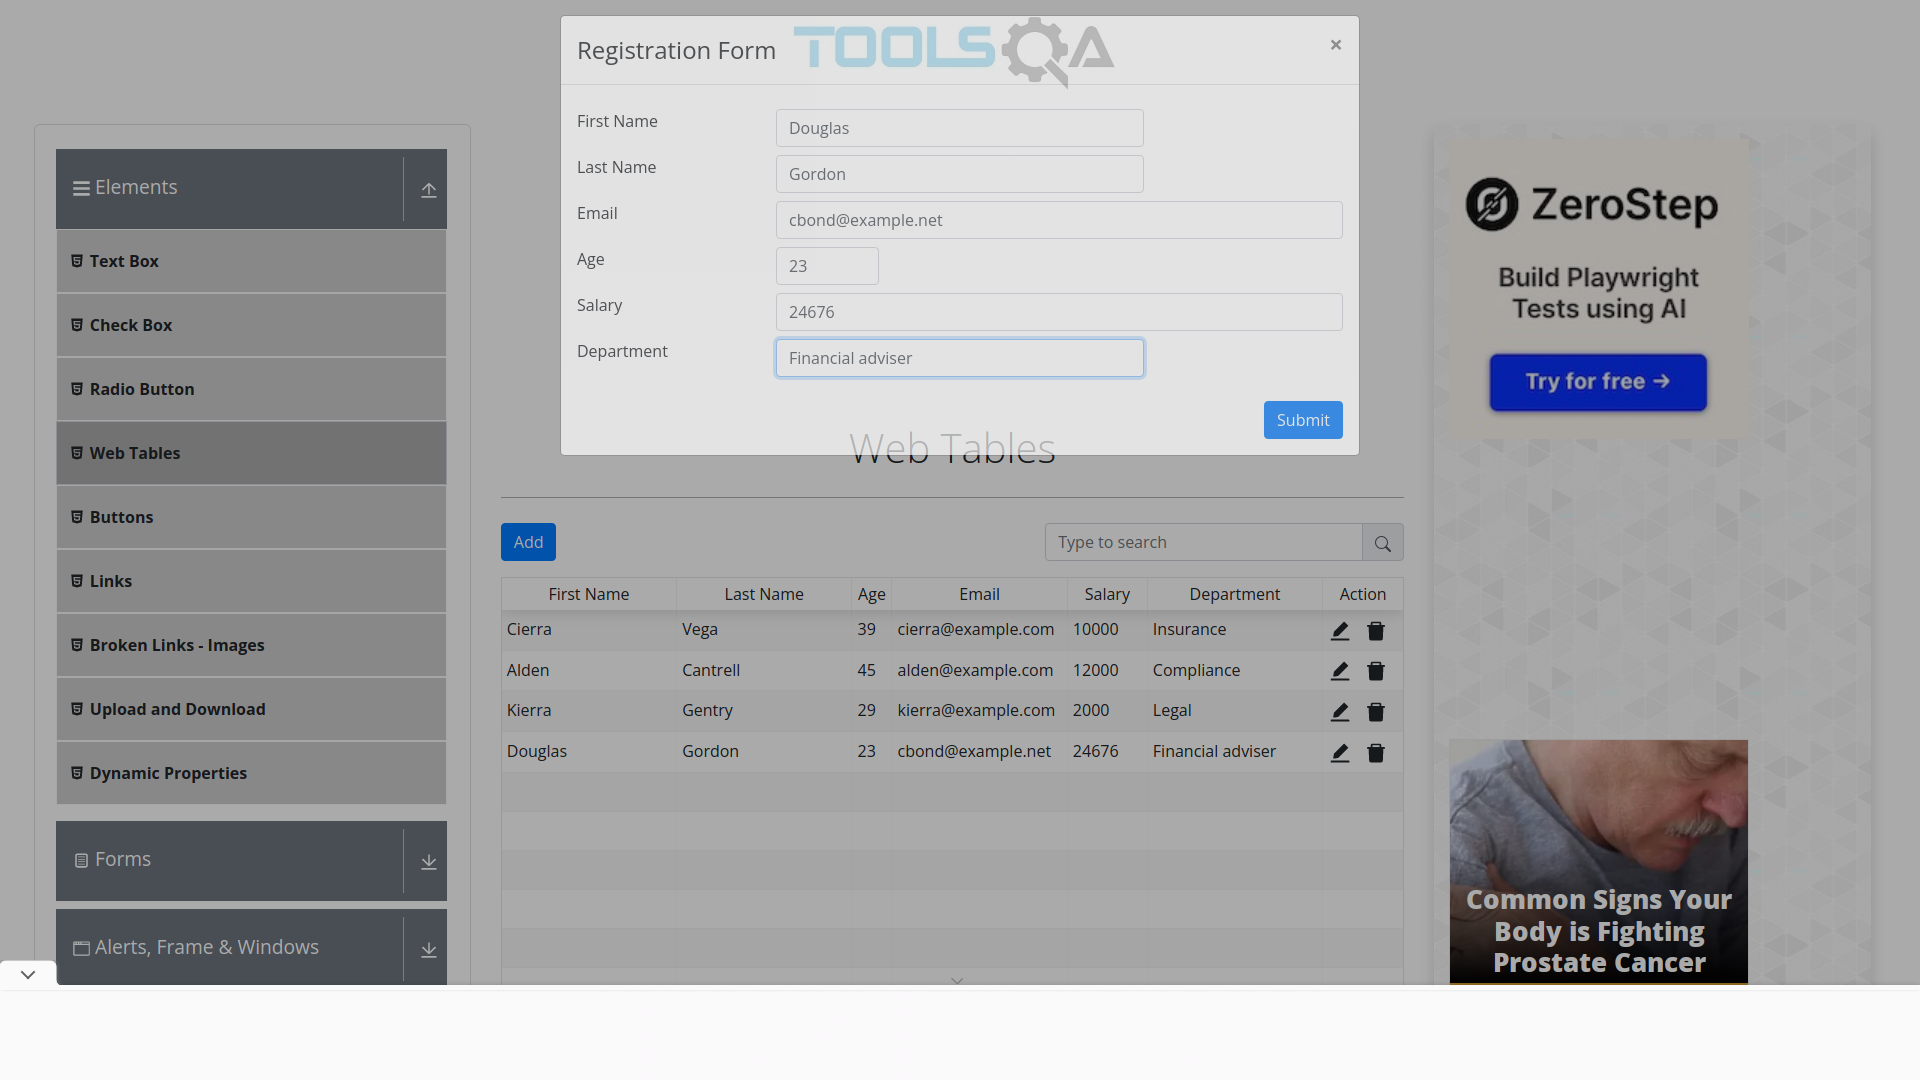 Registration Form
TOOLSQA
×
First Name
Douglas
Last Name
Gordon
Email
cbond@example.net
Age
23
Salary
24676
Department
Financial adviser
Submit
Elements
Text Box
Check Box
Radio Button
Web Tables
Buttons
Links
Broken Links - Images
Upload and Download
Dynamic Properties
Forms
Alerts, Frame & Windows
Web Tables
Add
Type to search
First Name Last Name Age Email Salary Department Action
Cierra Vega 39 cierra@example.com 10000 Insurance
Alden Cantrell 45 alden@example.com 12000 Compliance
Kierra Gentry 29 kierra@example.com 2000 Legal
Douglas Gordon 23 cbond@example.net 24676 Financial adviser
ZeroStep
Build Playwright
Tests using AI
Try for free →
Common Signs Your
Body is Fighting
Prostate Cancer